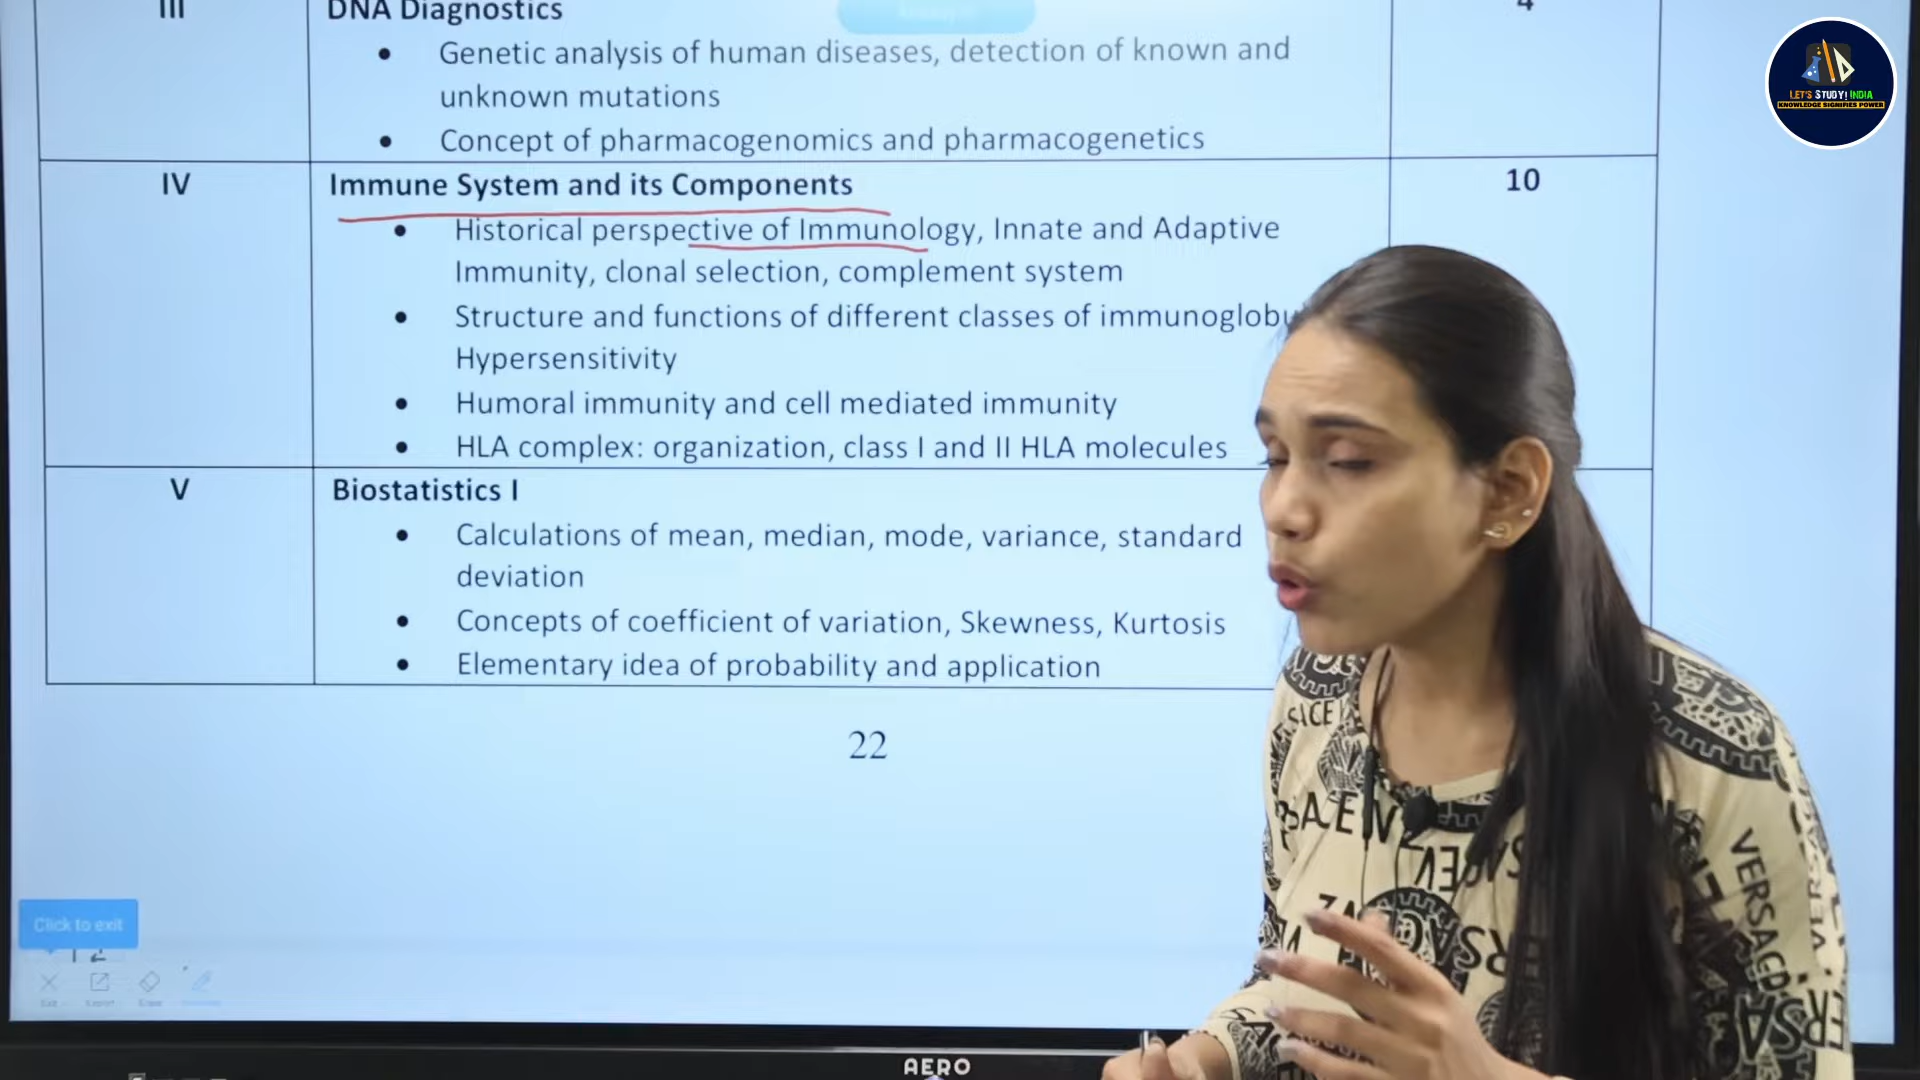 III
DNA Diagnostics
4
Genetic analysis of human diseases, detection of known and
unknown mutations
Concept of pharmacogenomics and pharmacogenetics
IV
Immune System and its Components
10
Historical perspective of Immunology, Innate and Adaptive
Immunity, clonal selection, complement system
Structure and functions of different classes of immunoglobu
Hypersensitivity
Humoral immunity and cell mediated immunity
HLA complex: organization, class I and II HLA molecules
V
Biostatistics I
Calculations of mean, median, mode, variance, standard
deviation
Concepts of coefficient of variation, Skewness, Kurtosis
Elementary idea of probability and application
22
Click to exit
AERO
LET'S STUDY! INDIA
KNOWLEDGE SIGNIFIES POWER
VERSACE